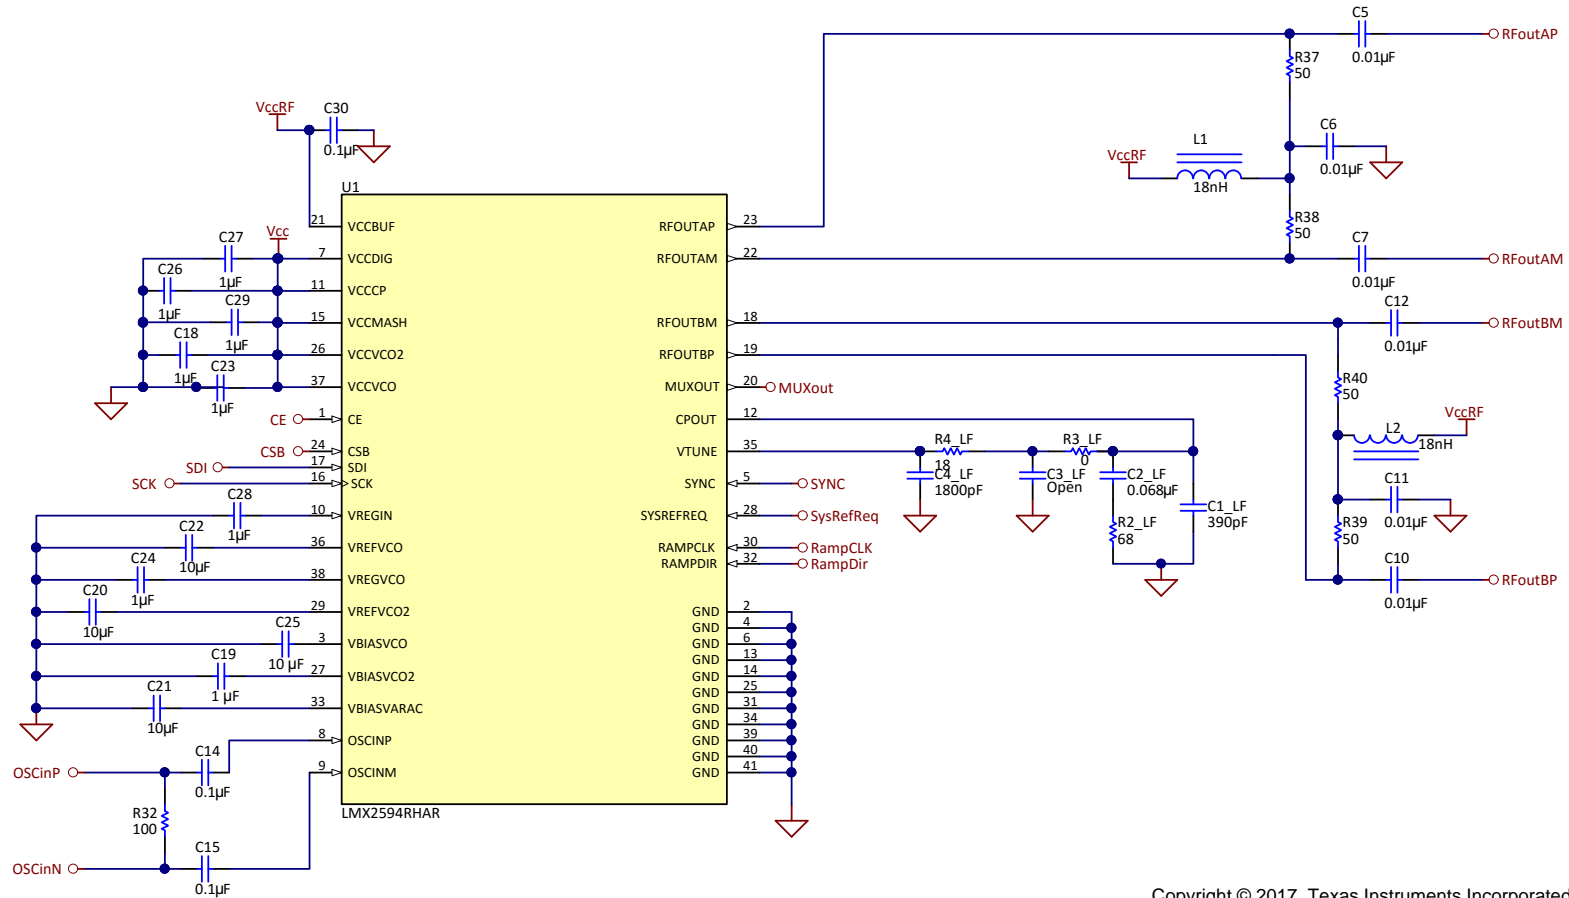 C5
RFoutAP
R37
50
0.01µF
VccRF
C30
0.1µF
C6
0.01µF
L1
VccRF
18nH
U1
21 VCCBUF
RFOUTAP 23
R38
50
Vcc
C27
1µF
7 VCCDIG
RFOUTAM 22
C7
0.01µF
RFoutAM
C26
1µF
11 VCCCP
C29
1µF
15 VCCMASH
RFOUTBM 18
C12
0.01µF
RFoutBM
C18
1µF
26 VCCVCO2
RFOUTBP 19
C23
1µF
37 VCCVCO
MUXOUT 20 MUXout
R40
50
CE 1 CE
CPOUT 12
VccRF
L2
18nH
CSB 24 CSB
VTUNE 35
R4_LF
18
R3_LF
0
SDI 17 SDI
C4_LF
1800pF
C3_LF
Open
C2_LF
0.068µF
SCK 16 SCK
SYNC 5 SYNC
C11
0.01µF
C28
1µF
10 VREGIN
SYSREFREQ 28 SysRefReq
R2_LF
68
C1_LF
390pF
R39
50
C22
10µF
36 VREFVCO
RAMPCLK 30 RampCLK
RAMPDIR 32 RampDir
C24
1µF
38 VREGVCO
C10
0.01µF
RFoutBP
C20
10µF
29 VREFVCO2
GND 2
GND 4
C25
10 µF
3 VBIASVCO
GND 6
GND 13
C19
1 µF
27 VBIASVCO2
GND 14
GND 25
C21
10µF
33 VBIASVARAC
GND 31
GND 34
8 OSCINP
GND 39
GND 40
OSCinP
C14
0.1µF
9 OSCINM
GND 41
R32
100
LMX2594RHAR
OSCinN
C15
0.1µF
Copyright © 2017, Texas Instruments Incorporated